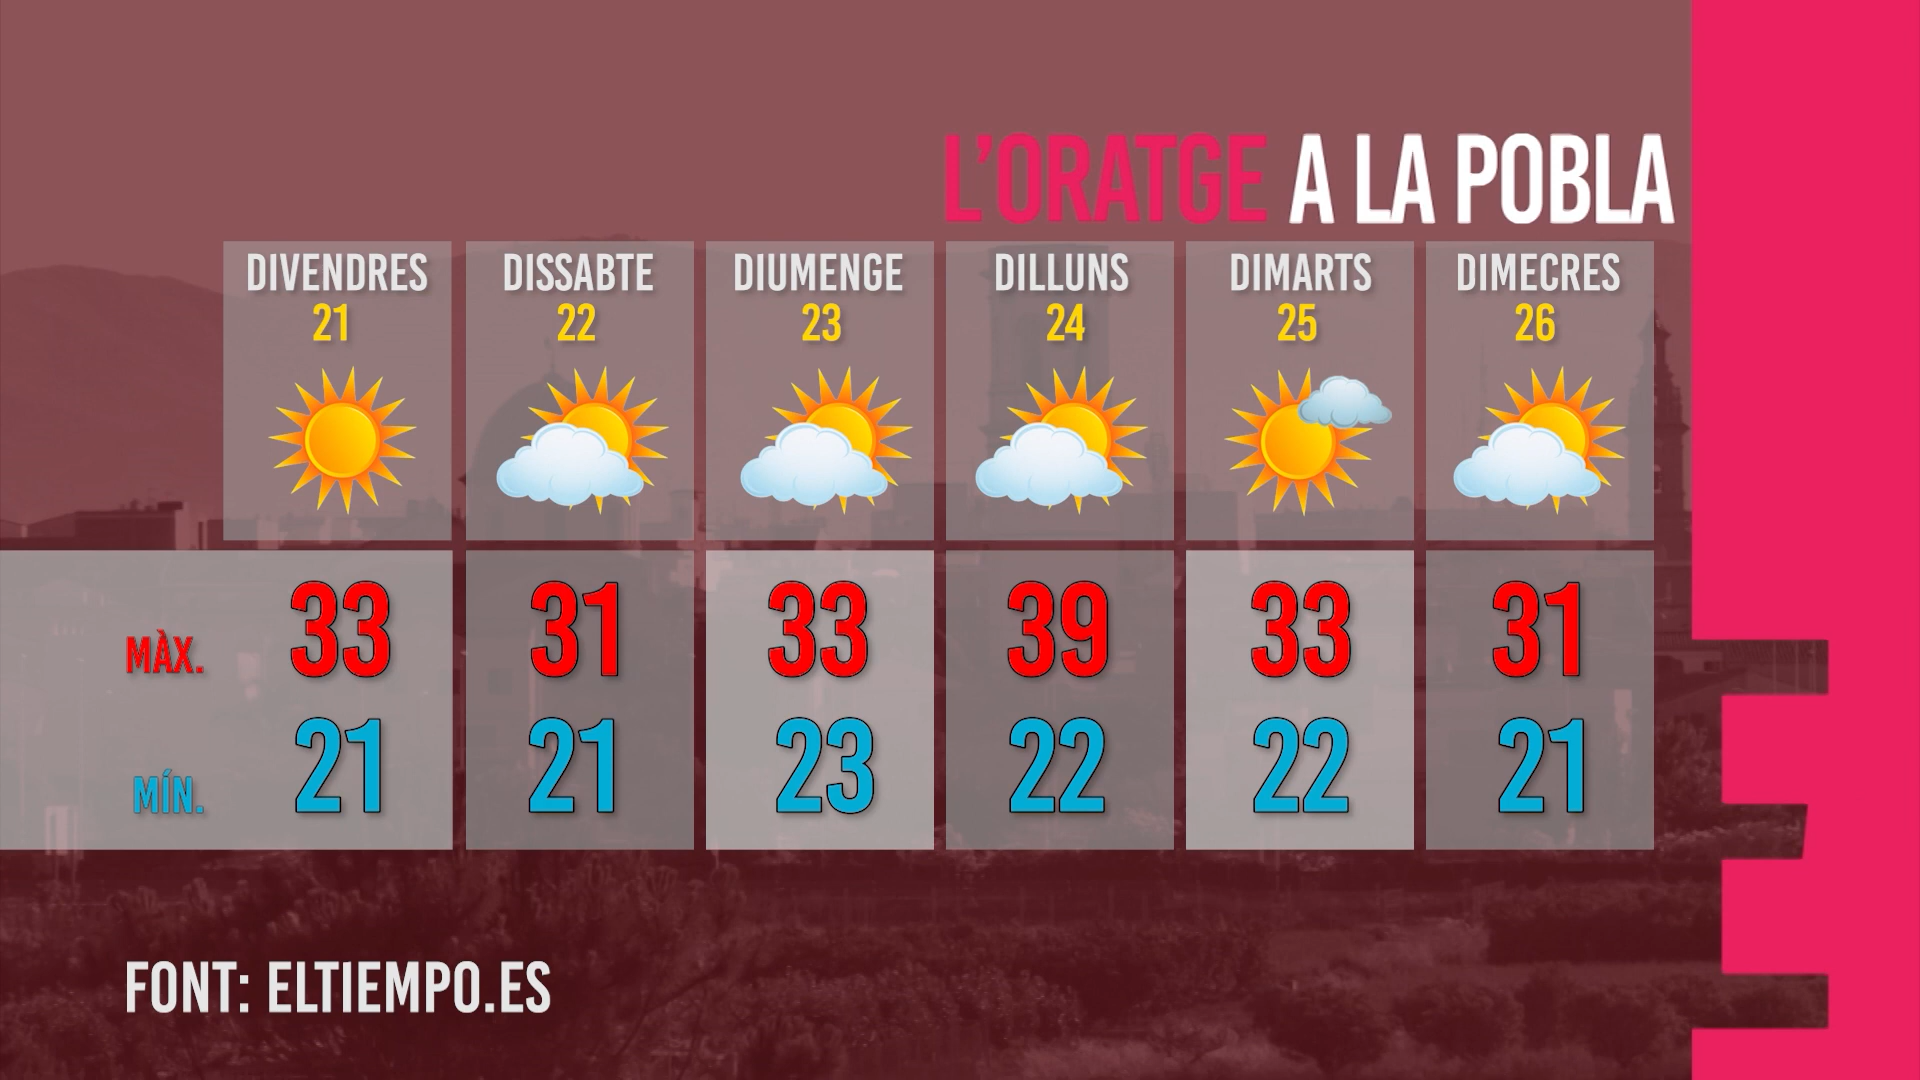 L'ORATGE A LA POBLA
DIVENDRES DISSABTE DIUMENGE DILLUNS DIMARTS DIMECRES
21 22 23 24 25 26
MÀX. 33 31 33 39 33 31
MÍN. 21 21 23 22 22 21
FONT: ELTIEMPO.ES